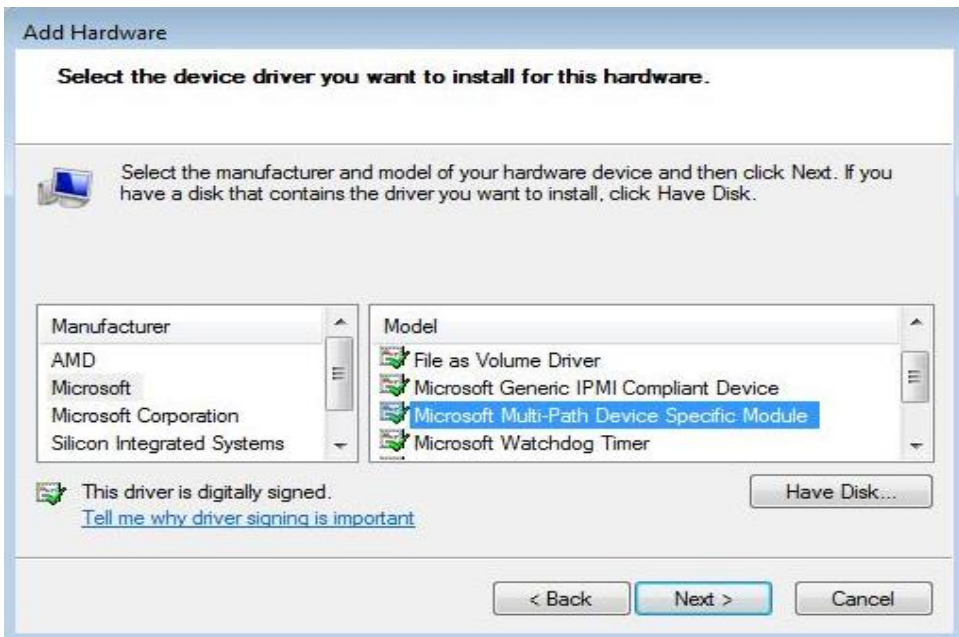 Add Hardware
Select the device driver you want to install for this hardware.
Select the manufacturer and model of your hardware device and then click Next. If you
have a disk that contains the driver you want to install, click Have Disk.
Manufacturer
AMD
Microsoft
Microsoft Corporation
Silicon Integrated Systems
Model
File as Volume Driver
Microsoft Generic IPMI Compliant Device
Microsoft Multi-Path Device Specific Module
Microsoft Watchdog Timer
This driver is digitally signed.
Tell me why driver signing is important
Have Disk...
< Back
Next >
Cancel